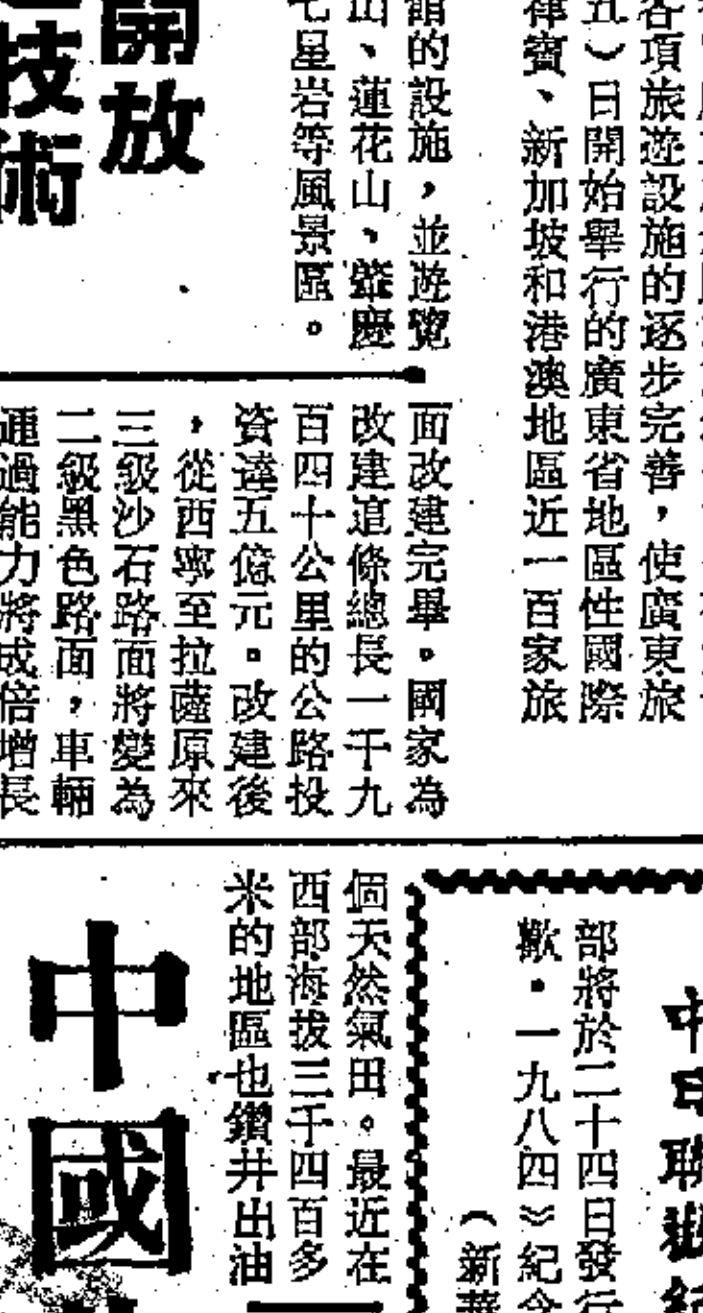 各項旅遊設施的逐步完善,使廣東旅
五)日開始舉行的廣東省地區性國際
律賓、新加坡和港澳地區近一百家旅
館的設施,並遊覽
山、蓮花山、肇慶
七星岩等風景區。
開放
技術
面改建完畢。國家為
改建這條總長一千九
百四十公里的公路投
資達五億元。改建後
,從西寧至拉薩原來
三級沙石路面將變為
二級黑色路面,車輛
通過能力將成倍增長
中印聯
部將於二十四日發行
歡·一九八四》紀念
(新華
個天然氣田。最近在
西部海拔三千四百多
米的地區也鑽井出油
中國